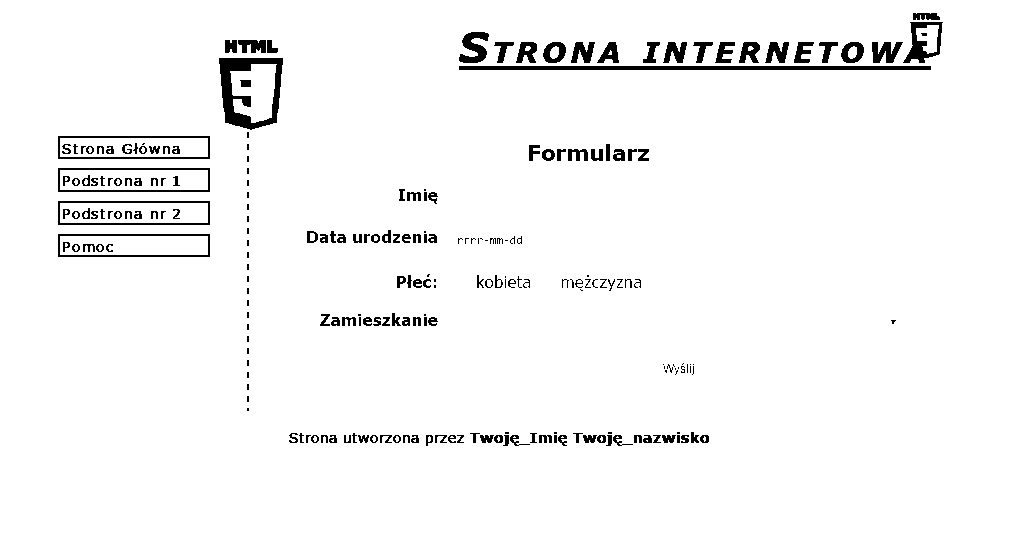 HTML
STRONA INTERNETOWA
HTML
Strona Główna
Podstrona nr 1
Podstrona nr 2
Pomoc
Formularz
Imię
Data urodzenia rrrr-mm-dd
Płeć: kobieta mężczyzna
Zamieszkanie
Wyślij
Strona utworzona przez Twoję_Imię Twoję_nazwisko